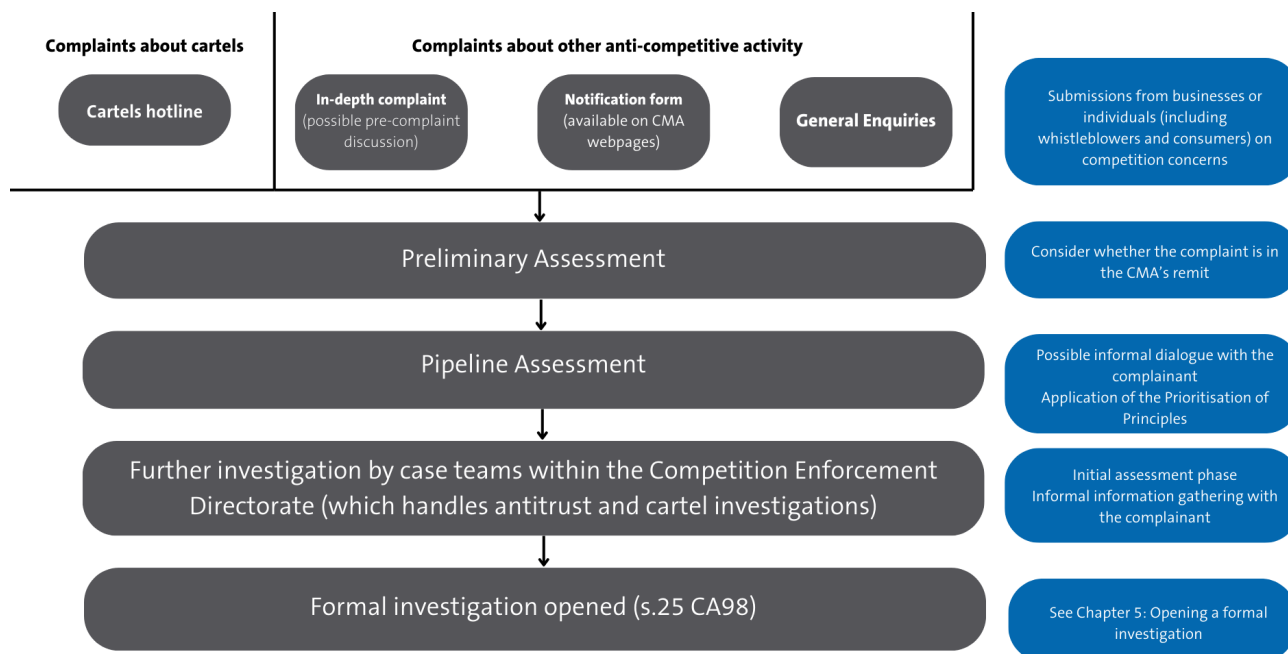 Complaints about cartels
Complaints about other anti-competitive activity
Cartels hotline
In-depth complaint
(possible pre-complaint
discussion)
Notification form
(available on CMA
webpages)
General Enquiries
Submissions from businesses or
individuals (including
whistleblowers and consumers) on
competition concerns
Preliminary Assessment
Consider whether the complaint is in
the CMA's remit
Pipeline Assessment
Possible informal dialogue with the
complainant
Application of the Prioritisation of
Principles
Further investigation by case teams within the Competition Enforcement
Directorate (which handles antitrust and cartel investigations)
Initial assessment phase
Informal information gathering with
the complainant
Formal investigation opened (s.25 CA98)
See Chapter 5: Opening a formal
investigation